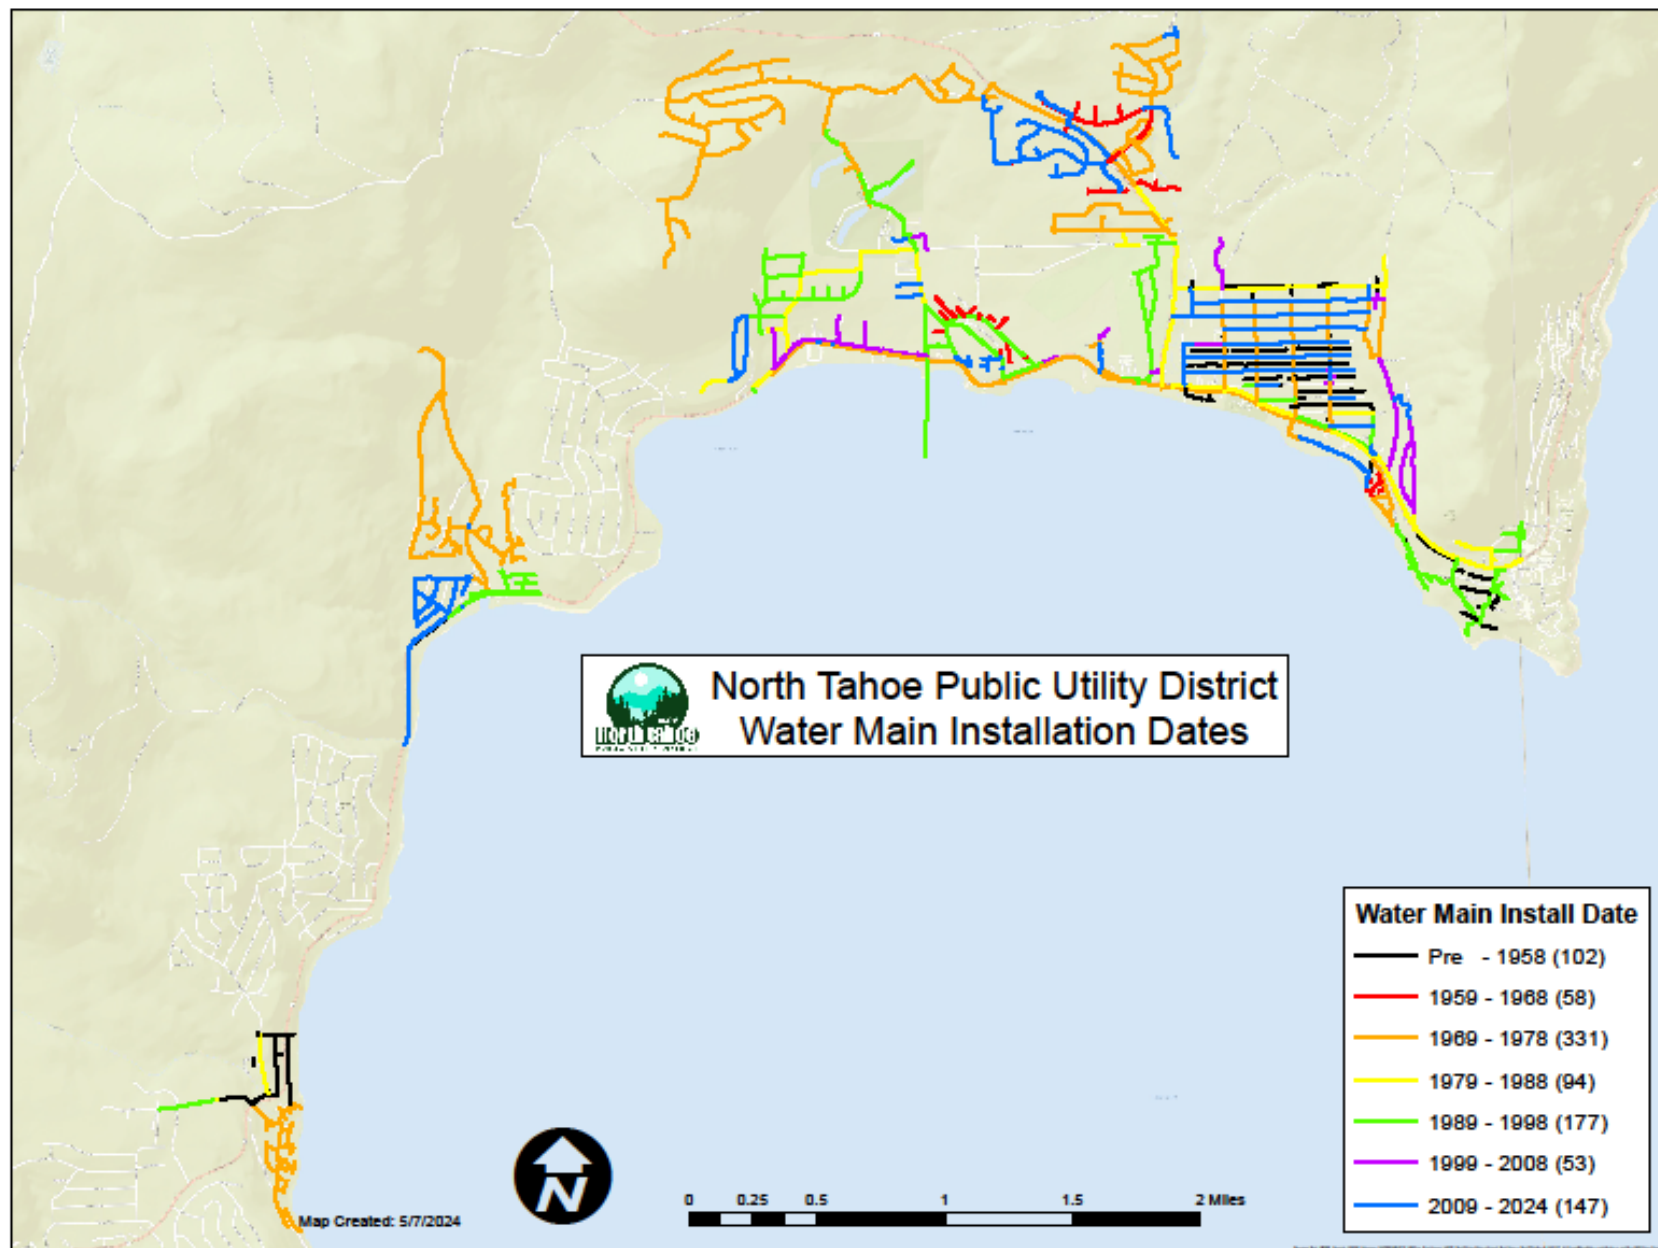 North Tahoe Public Utility District
Water Main Installation Dates
north tahoe
Water Main Install Date
Pre - 1958 (102)
1959 - 1968 (58)
1969 - 1978 (331)
1979 - 1988 (94)
1989 - 1998 (177)
1999 - 2008 (53)
2009 - 2024 (147)
N
Map Created: 5/7/2024
0 0.25 0.5 1 1.5 2 Miles